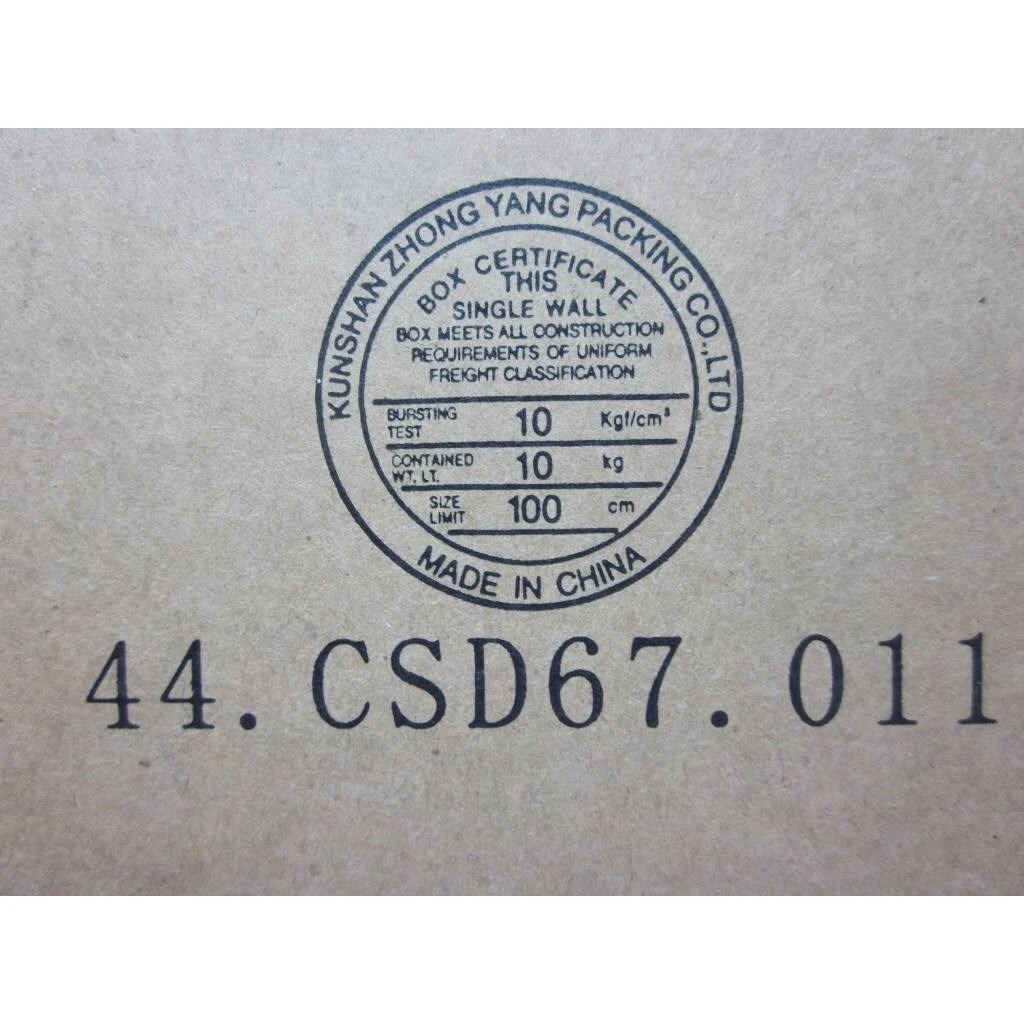 KUNSHAN ZHONG YANG PACKING CO.,LTD
BOX CERTIFICATE
THIS
SINGLE WALL
BOX MEETS ALL CONSTRUCTION
REQUIREMENTS OF UNIFORM
FREIGHT CLASSIFICATION
BURSTING TEST 10 Kgf/cm³
CONTAINED WT. LT. 10 kg
SIZE LIMIT 100 cm
MADE IN CHINA
44.CSD67.011